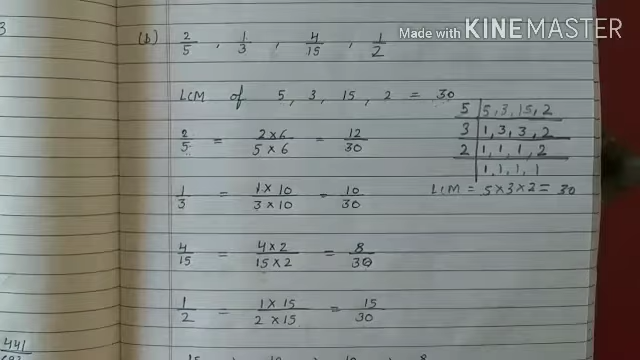 3
Made with KINEMASTER
(b) 2/5 , 1/3 , 4/15 , 1/2
LCM of 5, 3, 15, 2 = 30
5 | 5, 3, 15, 2
3 | 1, 3, 3, 2
2 | 1, 1, 1, 2
1, 1, 1, 1
LCM = 5×3×2 = 30
2/5 = 2×6/5×6 = 12/30
1/3 = 1×10/3×10 = 10/30
4/15 = 4×2/15×2 = 8/30
1/2 = 1×15/2×15 = 15/30
441